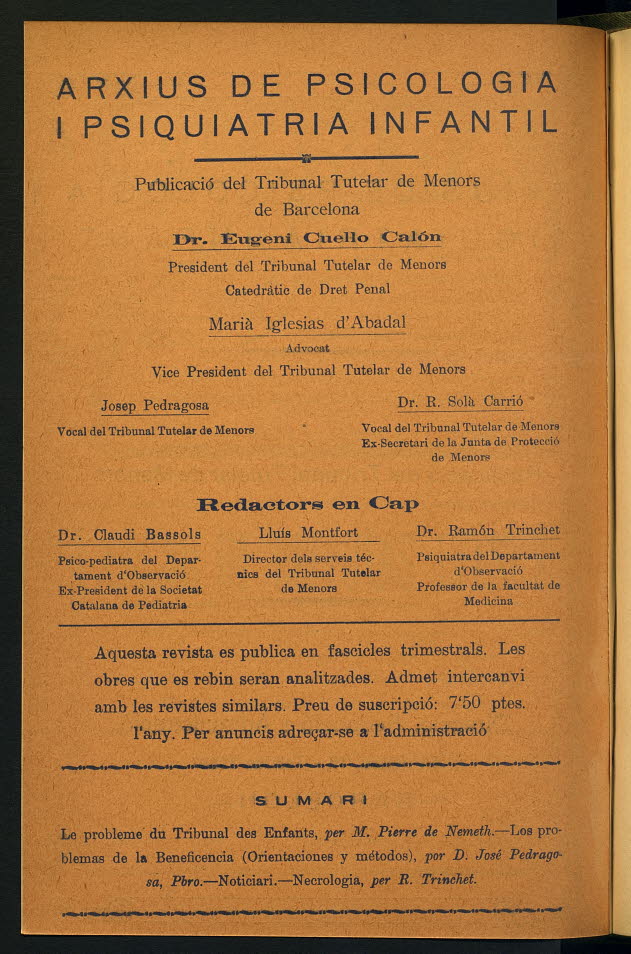 ARXIUS DE PSICOLOGIA
I PSIQUIATRIA INFANTIL
Publicació del Tribunal Tutelar de Menors
de Barcelona
Dr. Eugeni Cuello Calón
President del Tribunal Tutelar de Menors
Catedràtic de Dret Penal
Marià Iglesias d'Abadal
Advocat
Vice President del Tribunal Tutelar de Menors
Josep Pedragosa
Vocal del Tribunal Tutelar de Menors
Dr. R. Solà Carrió
Vocal del Tribunal Tutelar de Menors
Ex-Secretari de la Junta de Protecció
de Menors
Redactors en Cap
Dr. Claudi Bassols
Psico-pediatra del Depar-
tament d'Observació
Ex-President de la Societat
Catalana de Pediatria
Lluís Montfort
Director dels serveis téc-
nics del Tribunal Tutelar
de Menors
Dr. Ramón Trinchet
Psiquiatra del Departament
d'Observació
Professor de la facultat de
Medicina
Aquesta revista es publica en fascicles trimestrals. Les
obres que es rebin seran analitzades. Admet intercanvi
amb les revistes similars. Preu de suscripció: 7'50 ptes.
l'any. Per anuncis adreçar-se a l'administració
SUMARI
Le probleme du Tribunal des Enfants, per M. Pierre de Nemeth.—Los pro-
blemas de la Beneficencia (Orientaciones y métodos), por D. José Pedrago-
sa, Pbro.—Noticiari.—Necrologia, per R. Trinchet.